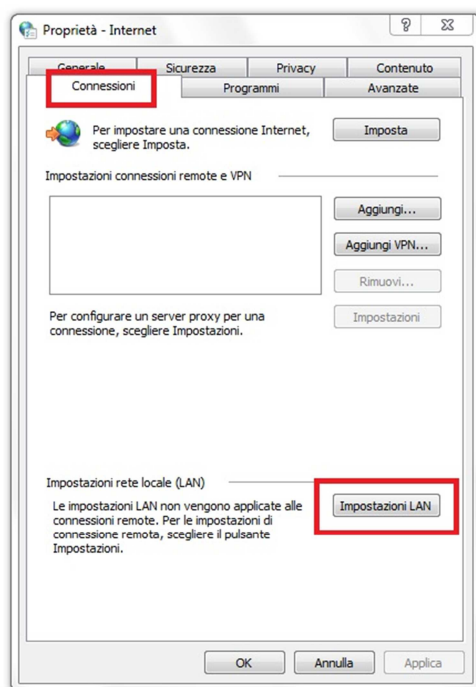 Proprietà - Internet
Generale Sicurezza Privacy Contenuto
Connessioni Programmi Avanzate
Per impostare una connessione Internet,
scegliere Imposta.
Imposta
Impostazioni connessioni remote e VPN
Aggiungi...
Aggiungi VPN...
Rimuovi...
Per configurare un server proxy per una
connessione, scegliere Impostazioni.
Impostazioni
Impostazioni rete locale (LAN)
Le impostazioni LAN non vengono applicate alle
connessioni remote. Per le impostazioni di
connessione remota, scegliere il pulsante
Impostazioni.
Impostazioni LAN
OK Annulla Applica